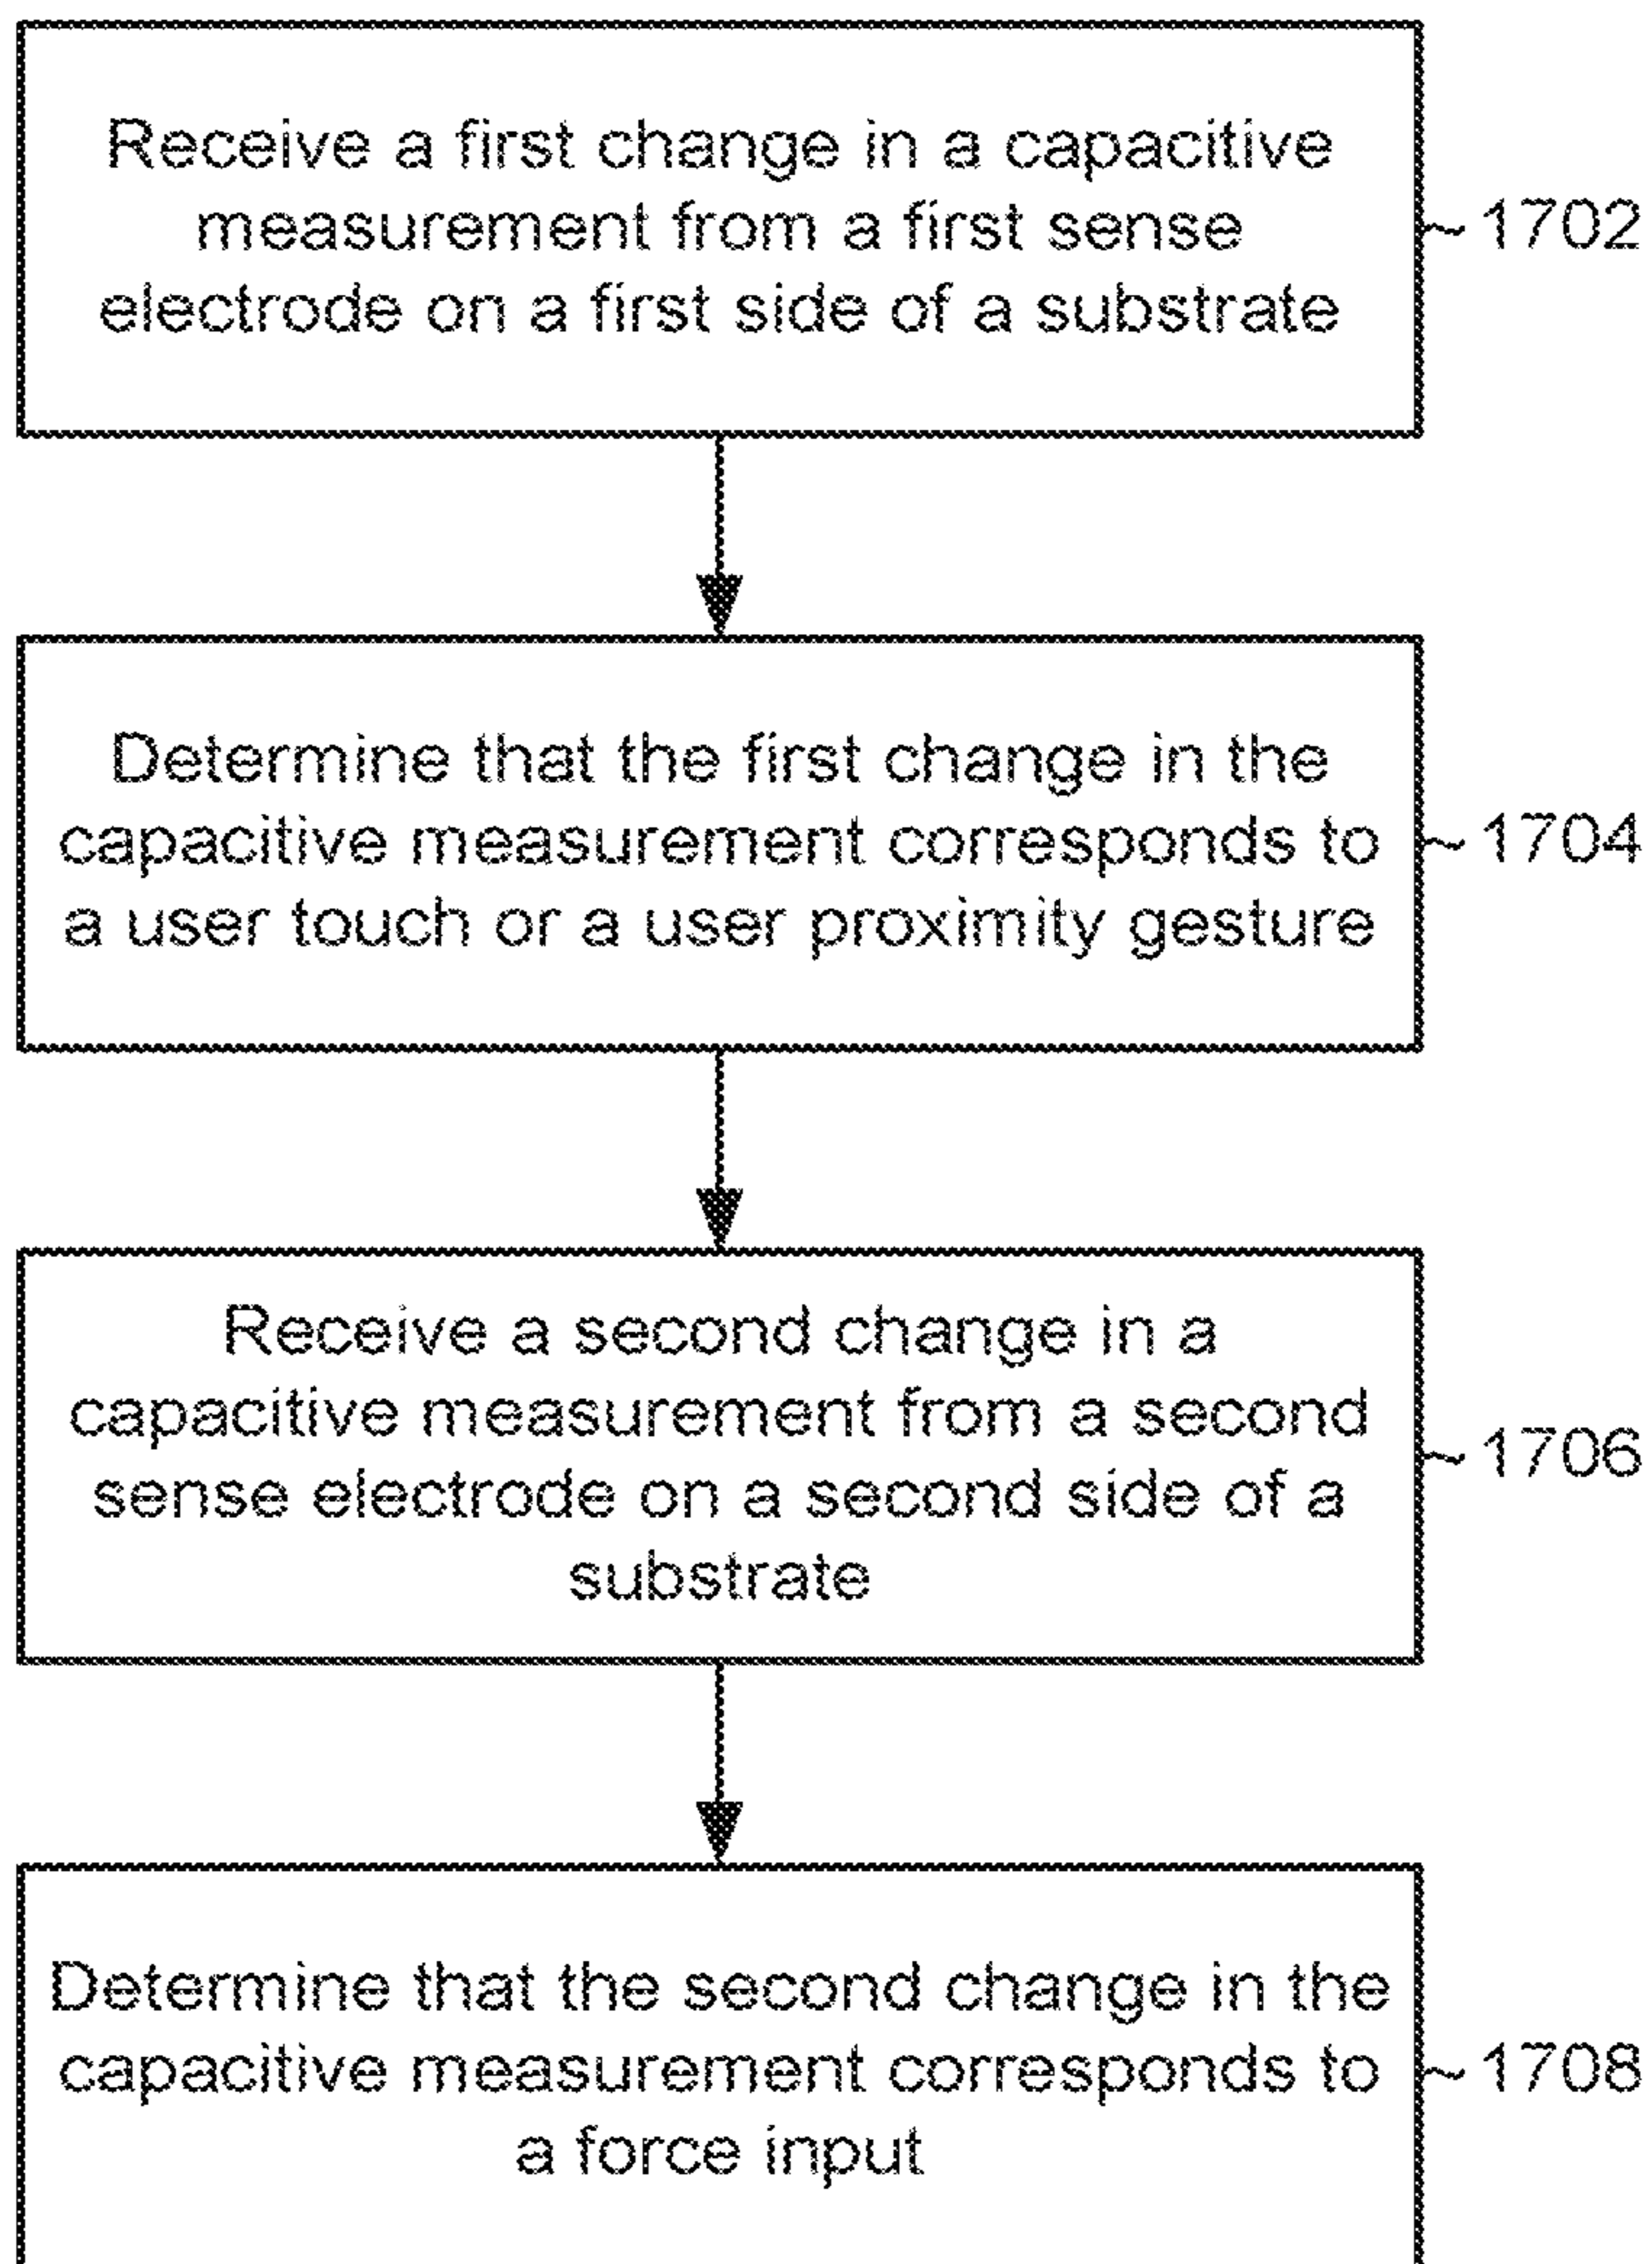 Receive a first change in a capacitive
measurement from a first sense
electrode on a first side of a substrate
~ 1702
Determine that the first change in the
capacitive measurement corresponds to
a user touch or a user proximity gesture
~ 1704
Receive a second change in a
capacitive measurement from a second
sense electrode on a second side of a
substrate
~ 1706
Determine that the second change in the
capacitive measurement corresponds to
a force input
~ 1708